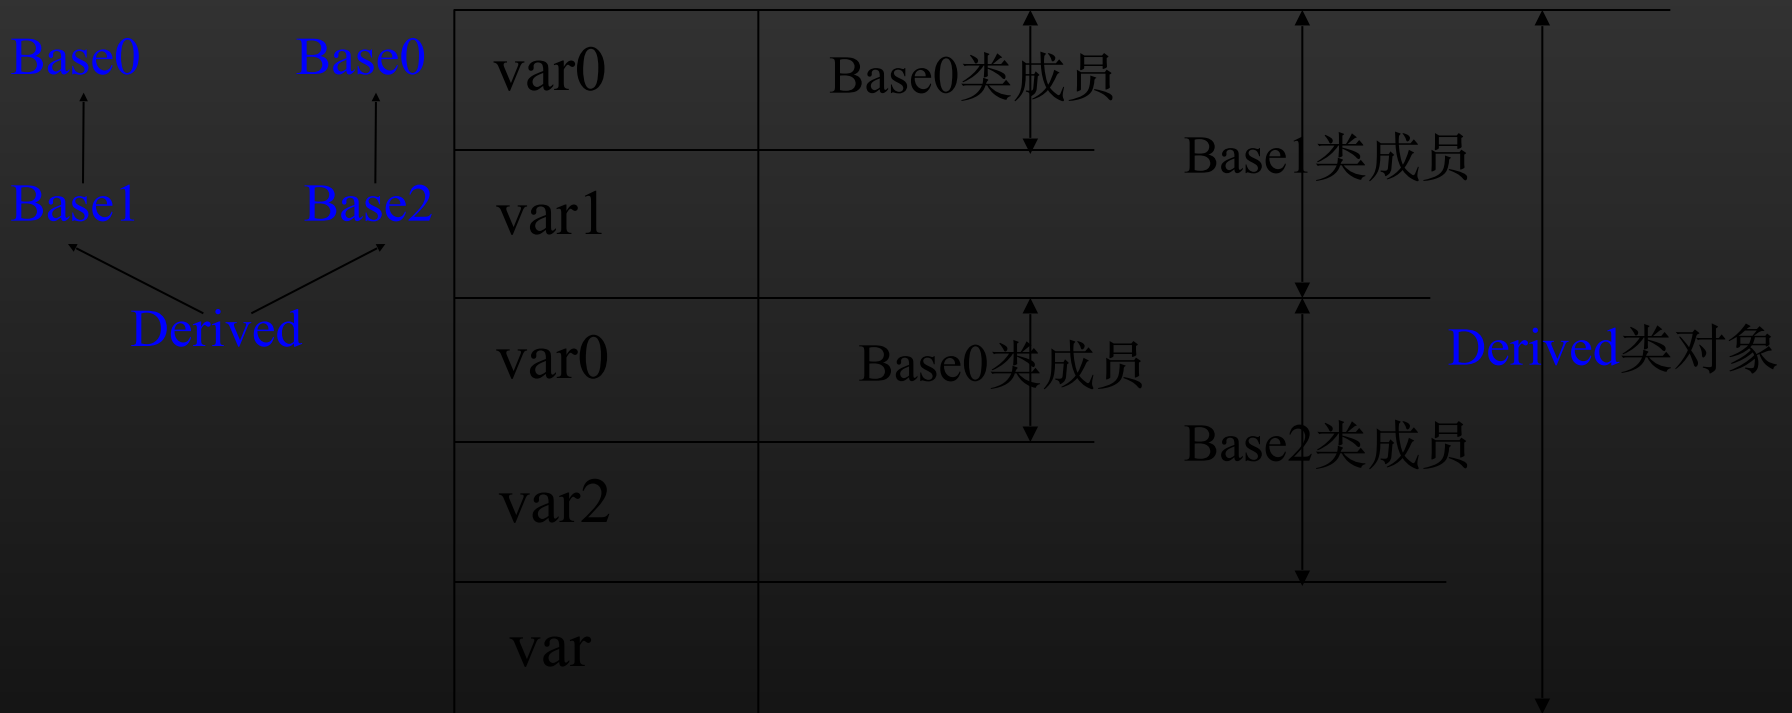 Base0
Base0
Base1
Base2
Derived
var0
Base0类成员
Base1类成员
var1
var0
Base0类成员
Derived类对象
Base2类成员
var2
var